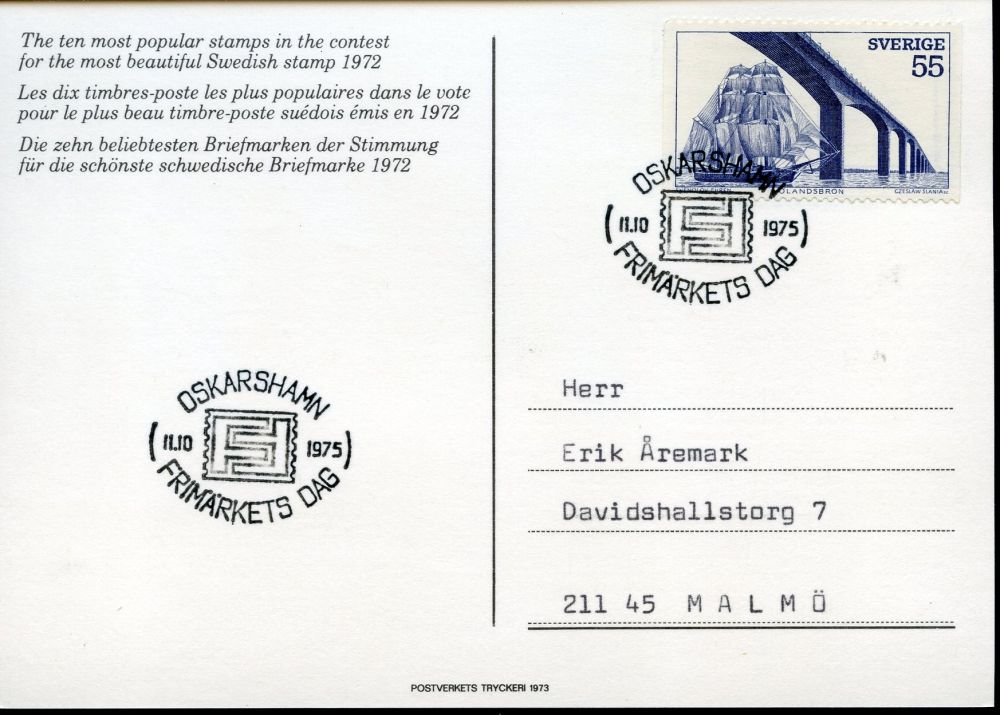 The ten most popular stamps in the contest
for the most beautiful Swedish stamp 1972
Les dix timbres-poste les plus populaires dans le vote
pour le plus beau timbre-poste suédois émis en 1972
Die zehn beliebtesten Briefmarken der Stimmung
für die schönste schwedische Briefmarke 1972
SVERIGE
55
CZESLAW SLANIA SC
OSKARSHAMN
11.10 1975
FRIMÄRKETS DAG
OSKARSHAMN
11.10 1975
FRIMÄRKETS DAG
Herr
Erik Åremark
Davidshallstorg 7
211 45 MALMÖ
POSTVERKETS TRYCKERI 1973